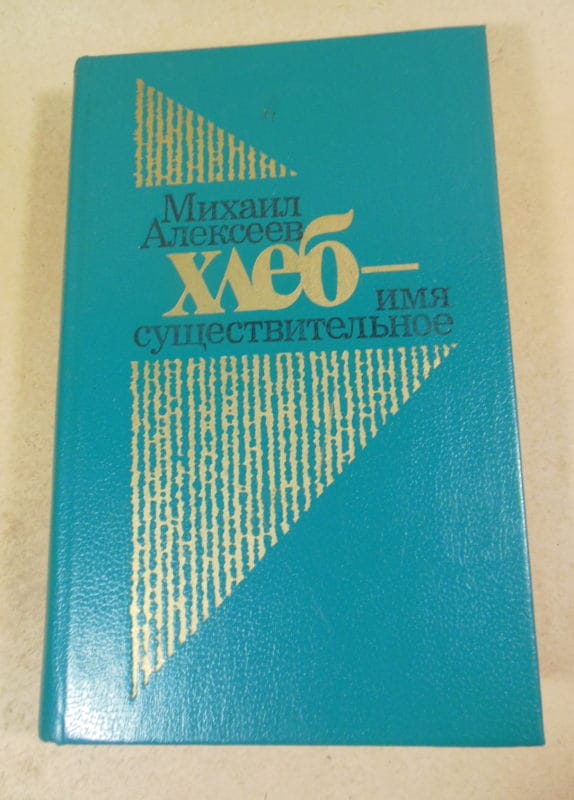 Михаил
Алексеев
хлеб –
имя
существительное